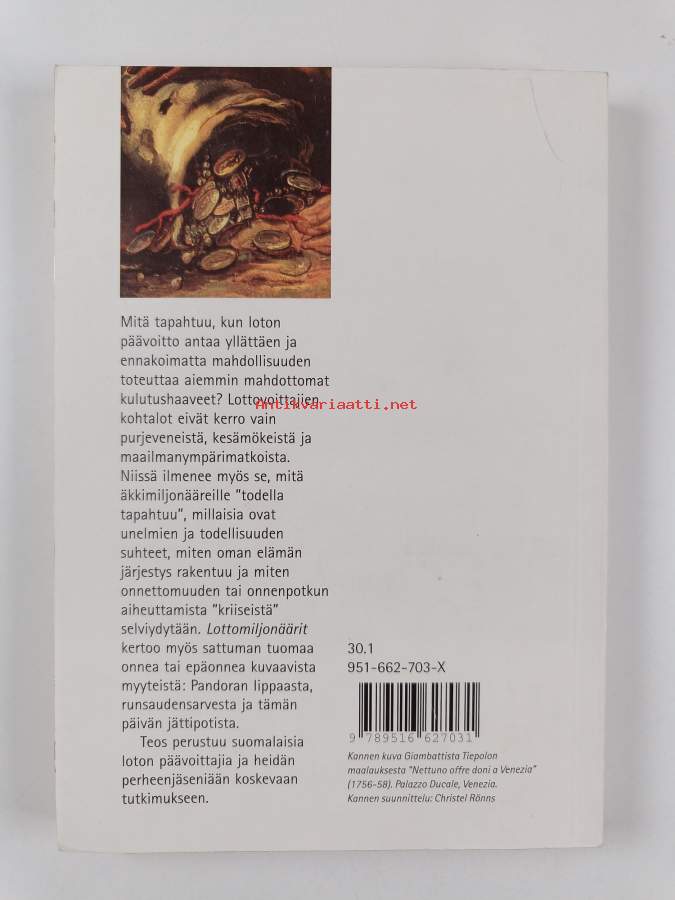 Mitä tapahtuu, kun loton
päävoitto antaa yllättäen ja
ennakoimatta mahdollisuuden
toteuttaa aiemmin mahdottomat
kulutushaaveet? Lottovoittajien
Antikvariaatti.net
kohtalot eivät kerro vain
purjeveneistä, kesämökeistä ja
maailmanympärimatkoista.
Niissä ilmenee myös se, mitä
äkkimiljonääreille "todella
tapahtuu", millaisia ovat
unelmien ja todellisuuden
suhteet, miten oman elämän
järjestys rakentuu ja miten
onnettomuuden tai onnenpotkun
aiheuttamista "kriiseistä"
selviydytään. Lottomiljonäärit
kertoo myös sattuman tuomaa
onnea tai epäonnea kuvaavista
myyteistä: Pandoran lippaasta,
runsaudensarvesta ja tämän
päivän jättipotista.
Teos perustuu suomalaisia
loton päävoittajia ja heidän
perheenjäseniään koskevaan
tutkimukseen.
30.1
951-662-703-X
9 789516 627031
Kannen kuva Giambattista Tiepolon
maalauksesta "Nettuno offre doni a Venezia"
(1756-58). Palazzo Ducale, Venezia.
Kannen suunnittelu: Christel Rönns